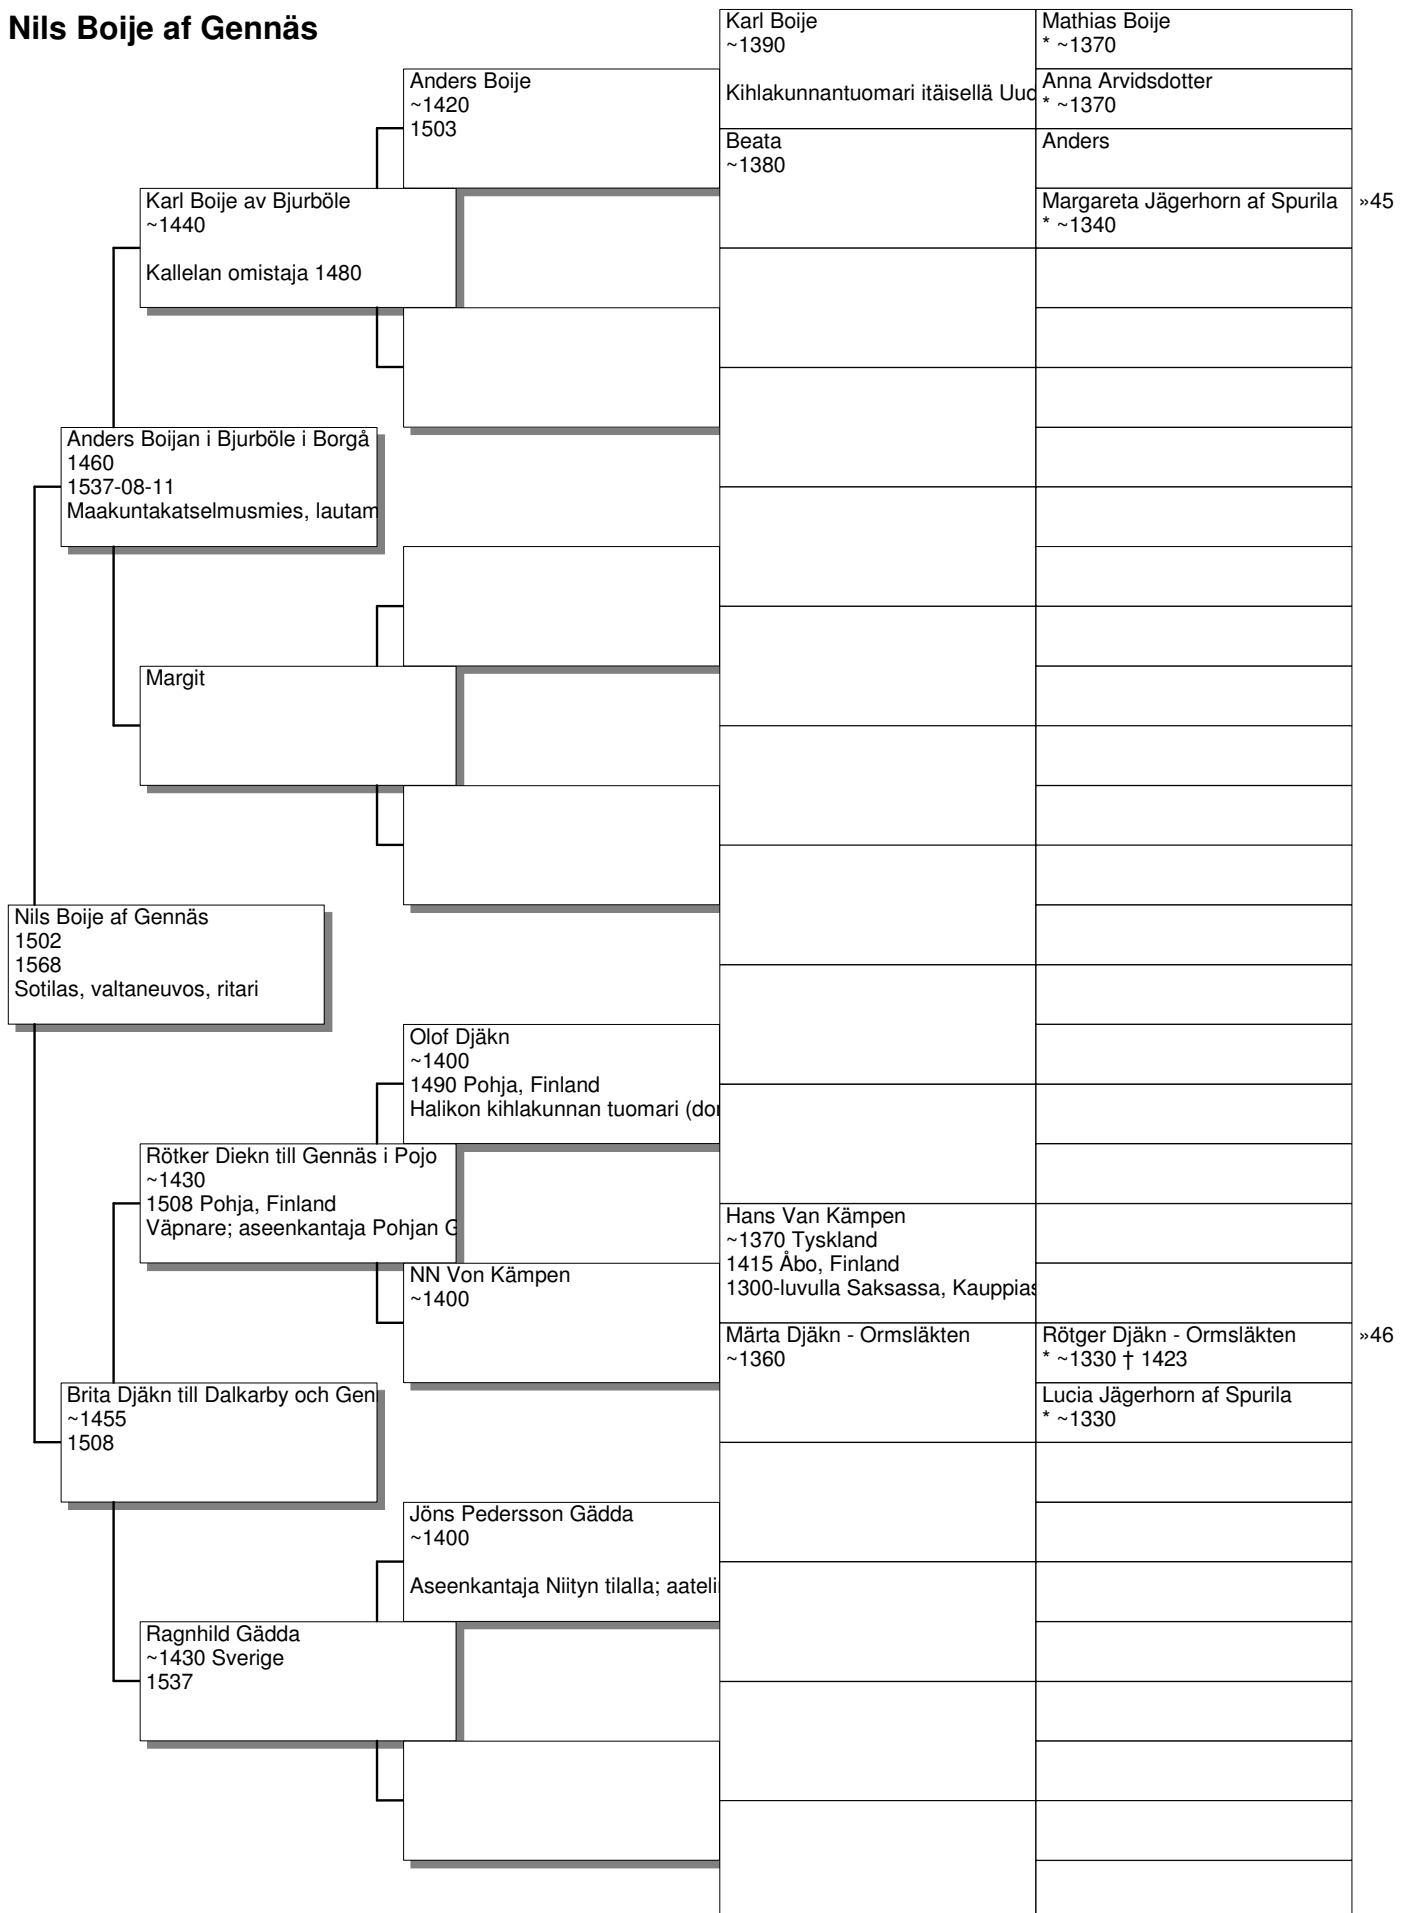 Nils Boije af Gennäs
Karl Boije
~1390
Kihlakunnantuomari itäisellä
Mathias Boije
* ~1370
Anders Boije
~1420
1503
Anna Arvidsdotter
* ~1370
Beata
~1380
Anders
Karl Boije av Bjurböle
~1440
Kallelan omistaja 1480
Margareta Jägerhorn af Spurila
* ~1340
»45
Anders Boijan i Bjurböle i Borgå
1460
1537-08-11
Maakuntakatselmusmies, lautam
Margit
Nils Boije af Gennäs
1502
1568
Sotilas, valtaneuvos, ritari
Olof Djäkn
~1400
1490 Pohja, Finland
Halikon kihlakunnan tuomari (dor
Rötker Diekn till Gennäs i Pojo
~1430
1508 Pohja, Finland
Väpnare; aseenkantaja Pohjan G
Hans Van Kämpen
~1370 Tyskland
1415 Åbo, Finland
1300-luvulla Saksassa, Kauppias
NN Von Kämpen
~1400
Märta Djäkn - Ormsläkten
~1360
Rötger Djäkn - Ormsläkten
* ~1330 † 1423
»46
Brita Djäkn till Dalkarby och Gen
~1455
1508
Lucia Jägerhorn af Spurila
* ~1330
Jöns Pedersson Gädda
~1400
Aseenkantaja Niityn tilalla; aateli
Ragnhild Gädda
~1430 Sverige
1537